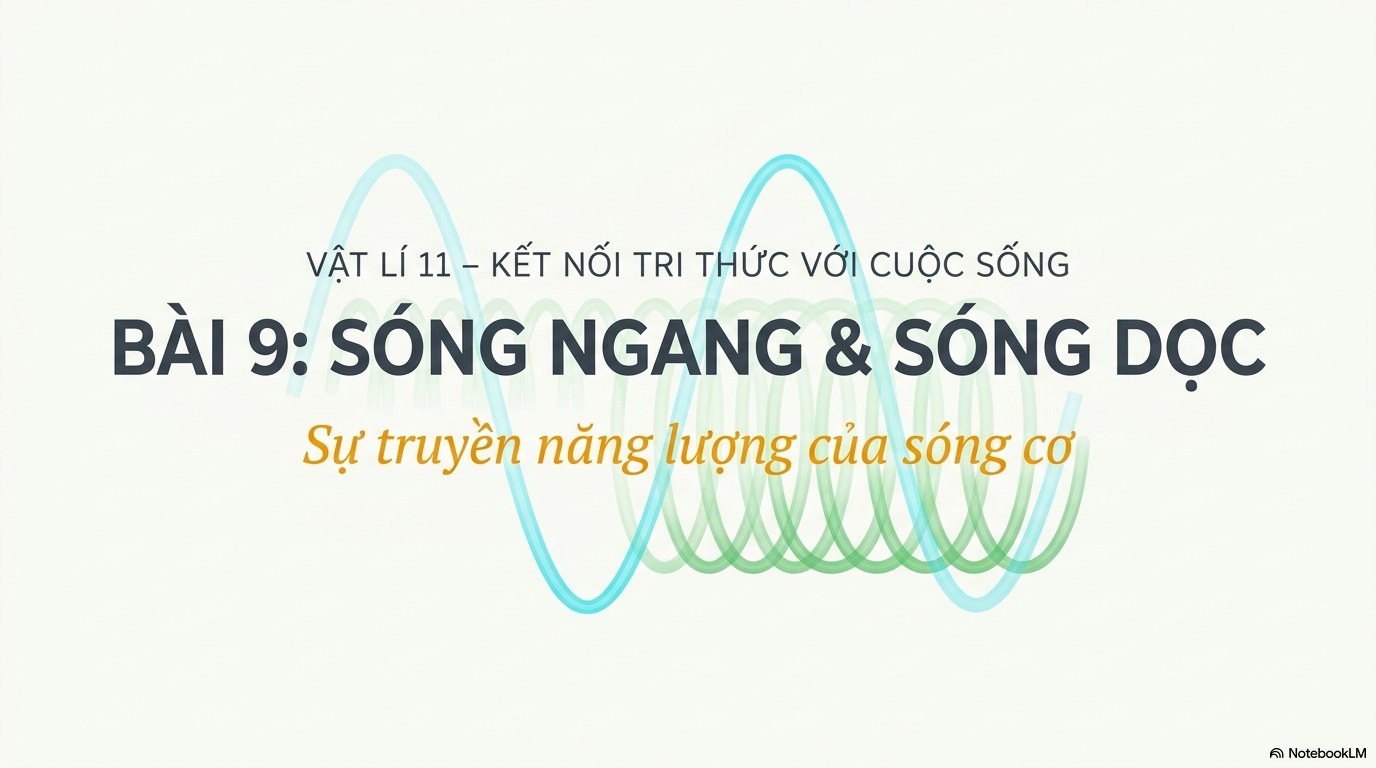 VẬT LÍ 11 – KẾT NỐI TRI THỨC VỚI CUỘC SỐNG
BÀI 9: SÓNG NGANG & SÓNG DỌC
Sự truyền năng lượng của sóng cơ
NotebookLM